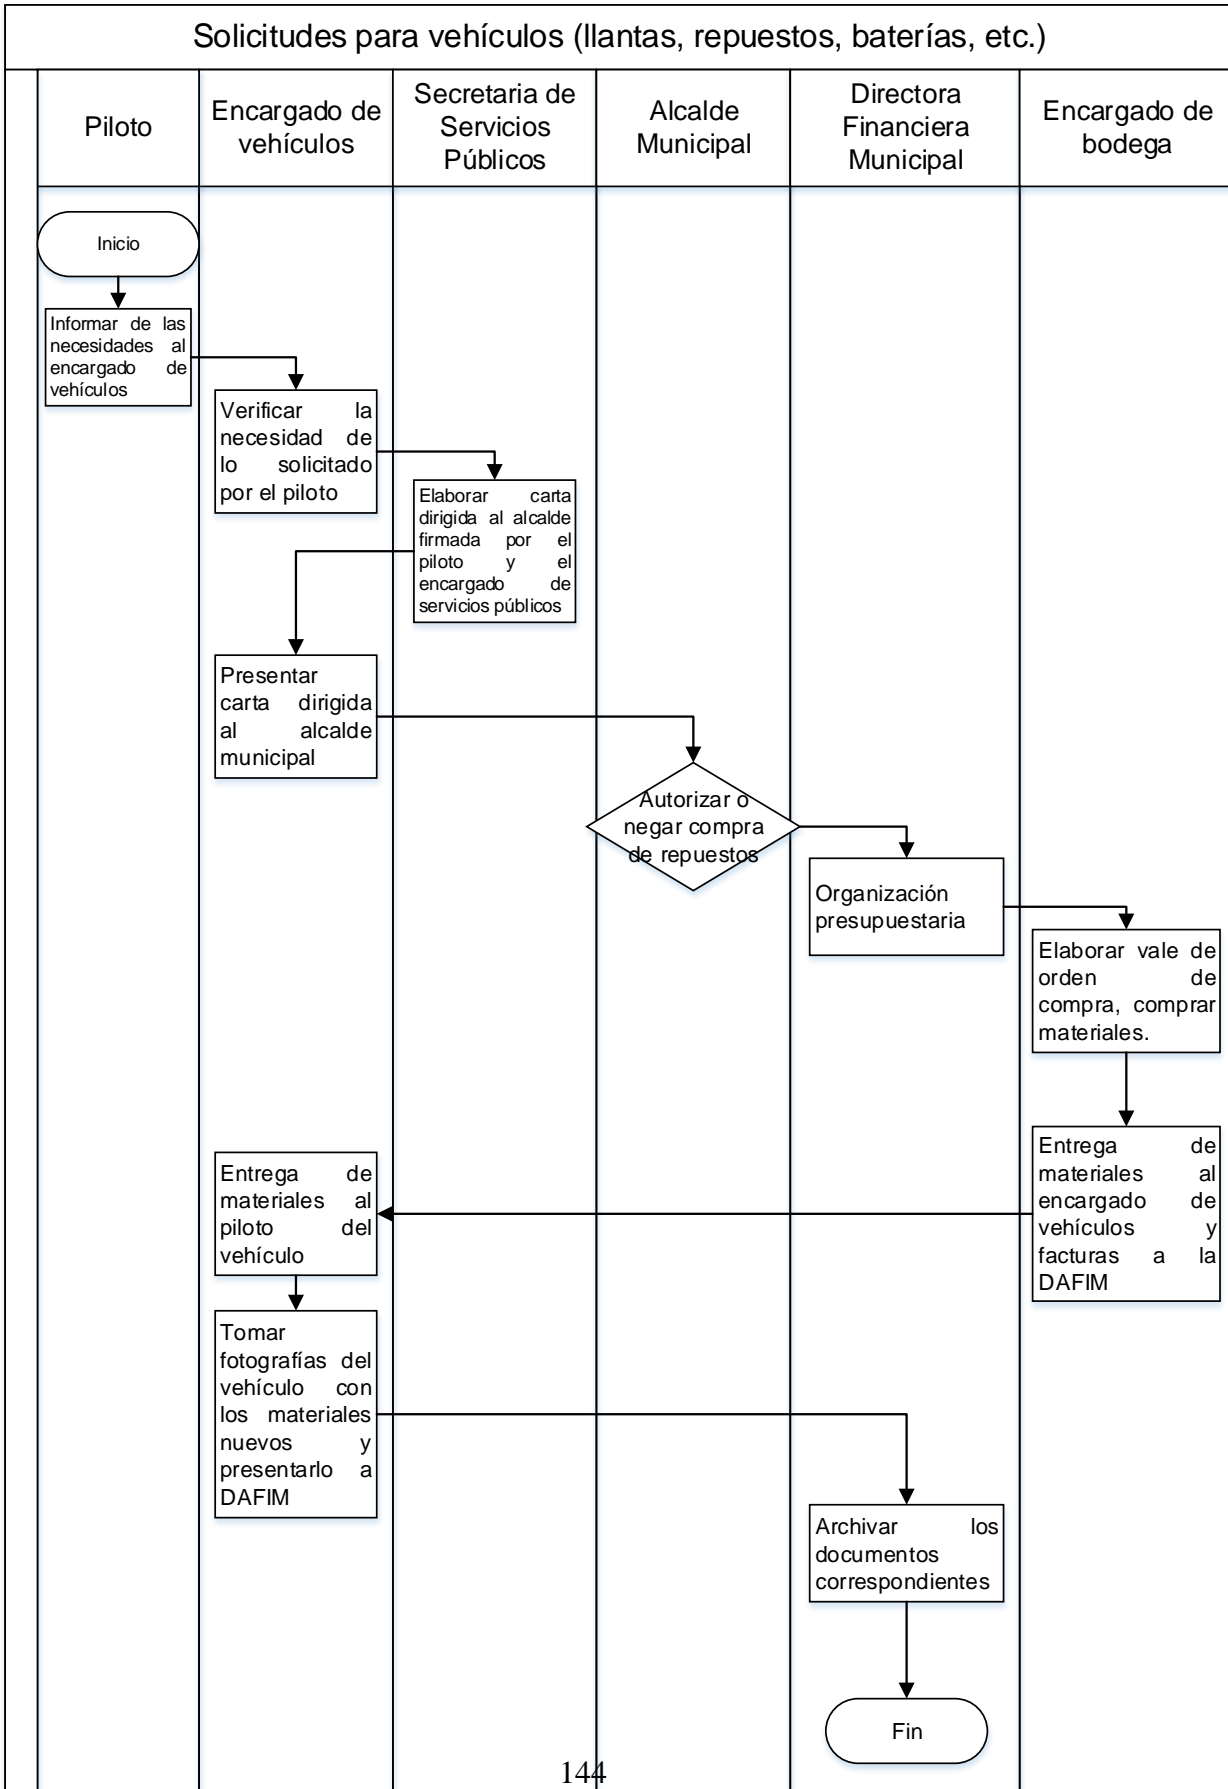 Solicitudes para vehículos (llantas, repuestos, baterías, etc.)
Piloto
Encargado de
vehículos
Secretaria de
Servicios
Públicos
Alcalde
Municipal
Directora
Financiera
Municipal
Encargado de
bodega
Inicio
Informar de las
necesidades al
encargado de
vehículos
Verificar la
necesidad de
lo solicitado
por el piloto
Elaborar carta
dirigida al alcalde
firmada por el
piloto y el
encargado de
servicios públicos
Presentar
carta dirigida
al alcalde
municipal
Autorizar o
negar compra
de repuestos
Organización
presupuestaria
Elaborar vale de
orden de
compra, comprar
materiales.
Entrega de
materiales al
encargado de
vehículos y
facturas a la
DAFIM
Entrega de
materiales al
piloto del
vehículo
Tomar
fotografías del
vehículo con
los materiales
nuevos y
presentarlo a
DAFIM
Archivar los
documentos
correspondientes
Fin
144